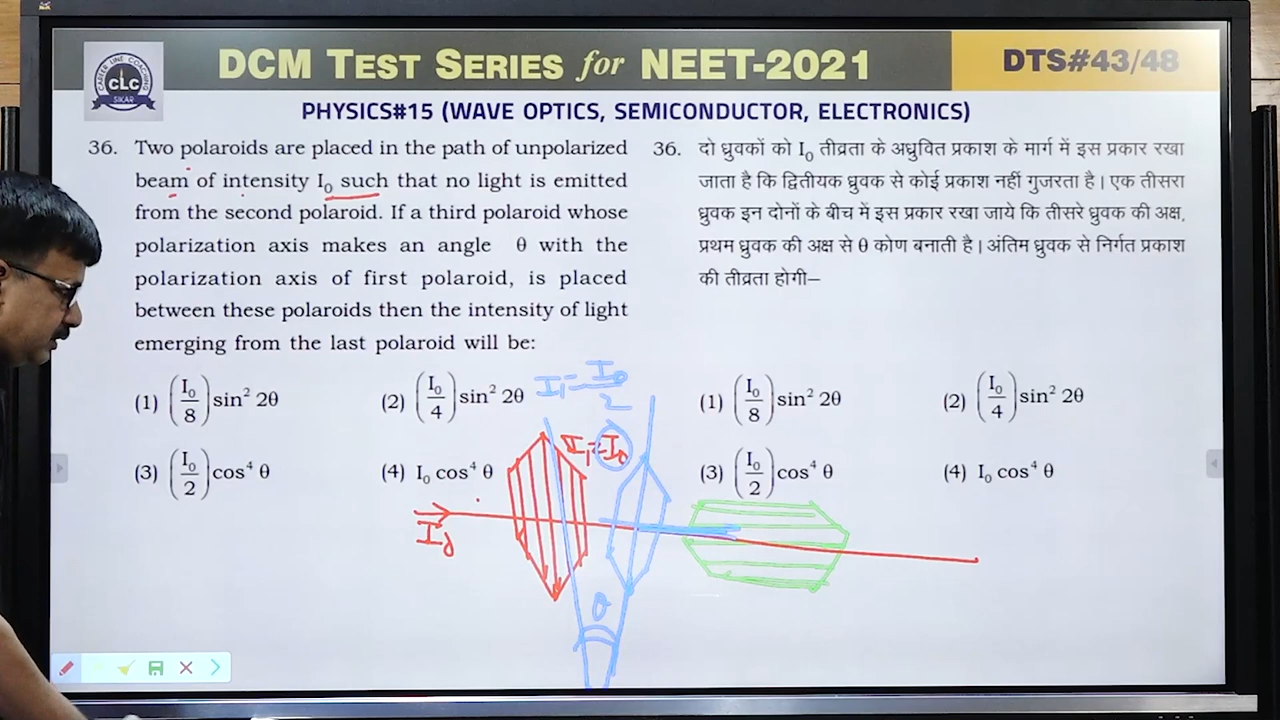 DCM TEST SERIES for NEET-2021
DTS#43/48
CAREER LINE COACHING
CLC
SIKAR
PHYSICS#15 (WAVE OPTICS, SEMICONDUCTOR, ELECTRONICS)
36. Two polaroids are placed in the path of unpolarized
beam of intensity I₀ such that no light is emitted
from the second polaroid. If a third polaroid whose
polarization axis makes an angle θ with the
polarization axis of first polaroid, is placed
between these polaroids then the intensity of light
emerging from the last polaroid will be:
(1) (I₀/8) sin² 2θ (2) (I₀/4) sin² 2θ
(3) (I₀/2) cos⁴ θ (4) I₀ cos⁴ θ
36. दो ध्रुवकों को I₀ तीव्रता के अध्रुवित प्रकाश के मार्ग में इस प्रकार रखा
जाता है कि द्वितीयक ध्रुवक से कोई प्रकाश नहीं गुजरता है। एक तीसरा
ध्रुवक इन दोनों के बीच में इस प्रकार रखा जाये कि तीसरे ध्रुवक की अक्ष,
प्रथम ध्रुवक की अक्ष से θ कोण बनाती है। अंतिम ध्रुवक से निर्गत प्रकाश
की तीव्रता होगी–
(1) (I₀/8) sin² 2θ (2) (I₀/4) sin² 2θ
(3) (I₀/2) cos⁴ θ (4) I₀ cos⁴ θ
I₁ = I₀/2
I₁ = I₀
I₀
θ